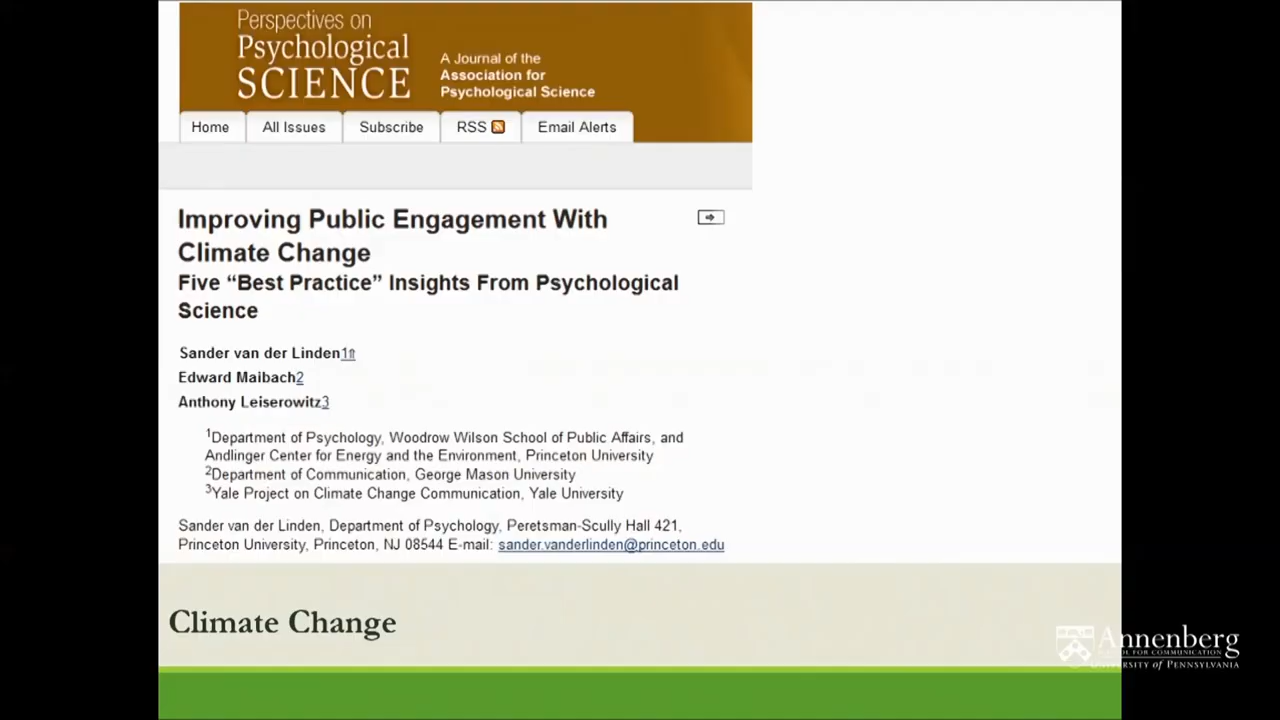 Perspectives on
Psychological
SCIENCE
A Journal of the
Association for
Psychological Science
Home
All Issues
Subscribe
RSS
Email Alerts
Improving Public Engagement With
Climate Change
Five “Best Practice” Insights From Psychological
Science
Sander van der Linden1⇑
Edward Maibach2
Anthony Leiserowitz3
1Department of Psychology, Woodrow Wilson School of Public Affairs, and
Andlinger Center for Energy and the Environment, Princeton University
2Department of Communication, George Mason University
3Yale Project on Climate Change Communication, Yale University
Sander van der Linden, Department of Psychology, Peretsman-Scully Hall 421,
Princeton University, Princeton, NJ 08544 E-mail: sander.vanderlinden@princeton.edu
Climate Change
Annenberg
SCHOOL FOR COMMUNICATION
UNIVERSITY of PENNSYLVANIA